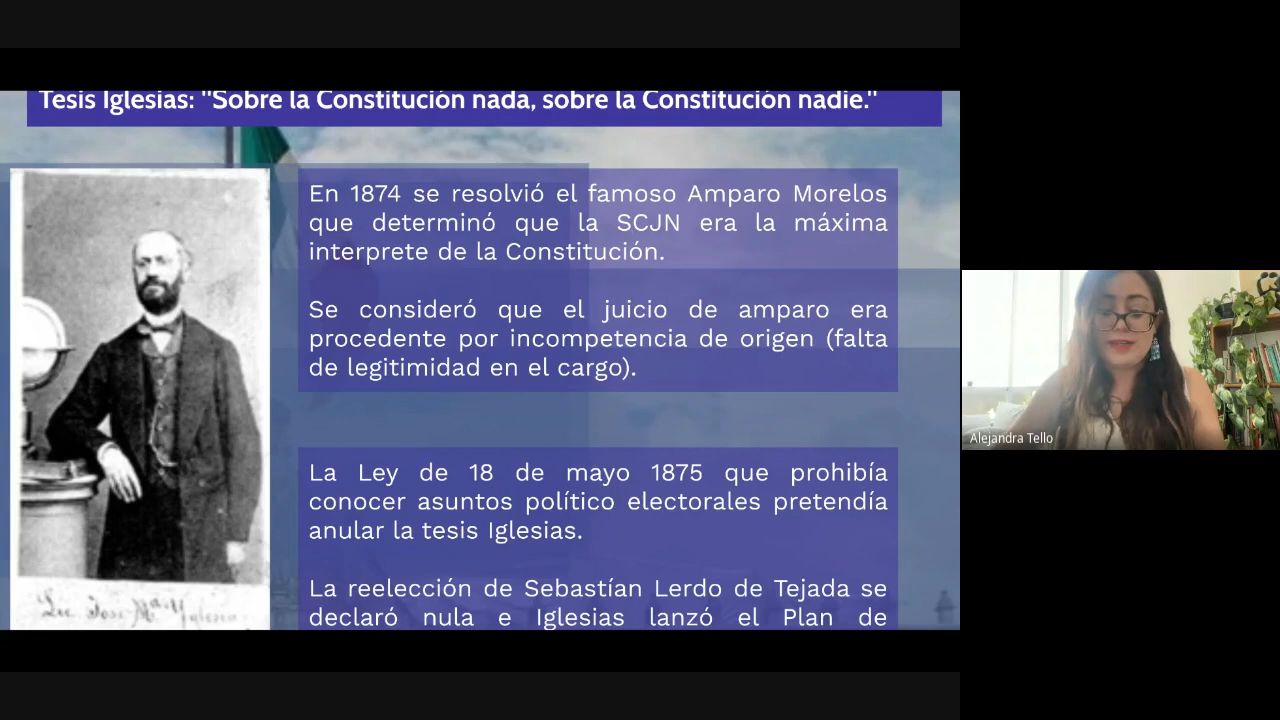 Tesis Iglesias: "Sobre la Constitución nada, sobre la Constitución nadie."
En 1874 se resolvió el famoso Amparo Morelos
que determinó que la SCJN era la máxima
interprete de la Constitución.
Se consideró que el juicio de amparo era
procedente por incompetencia de origen (falta
de legitimidad en el cargo).
La Ley de 18 de mayo 1875 que prohibía
conocer asuntos político electorales pretendía
anular la tesis Iglesias.
La reelección de Sebastían Lerdo de Tejada se
declaró nula e Iglesias lanzó el Plan de
Lic José Ma. Iglesias
Alejandra Tello